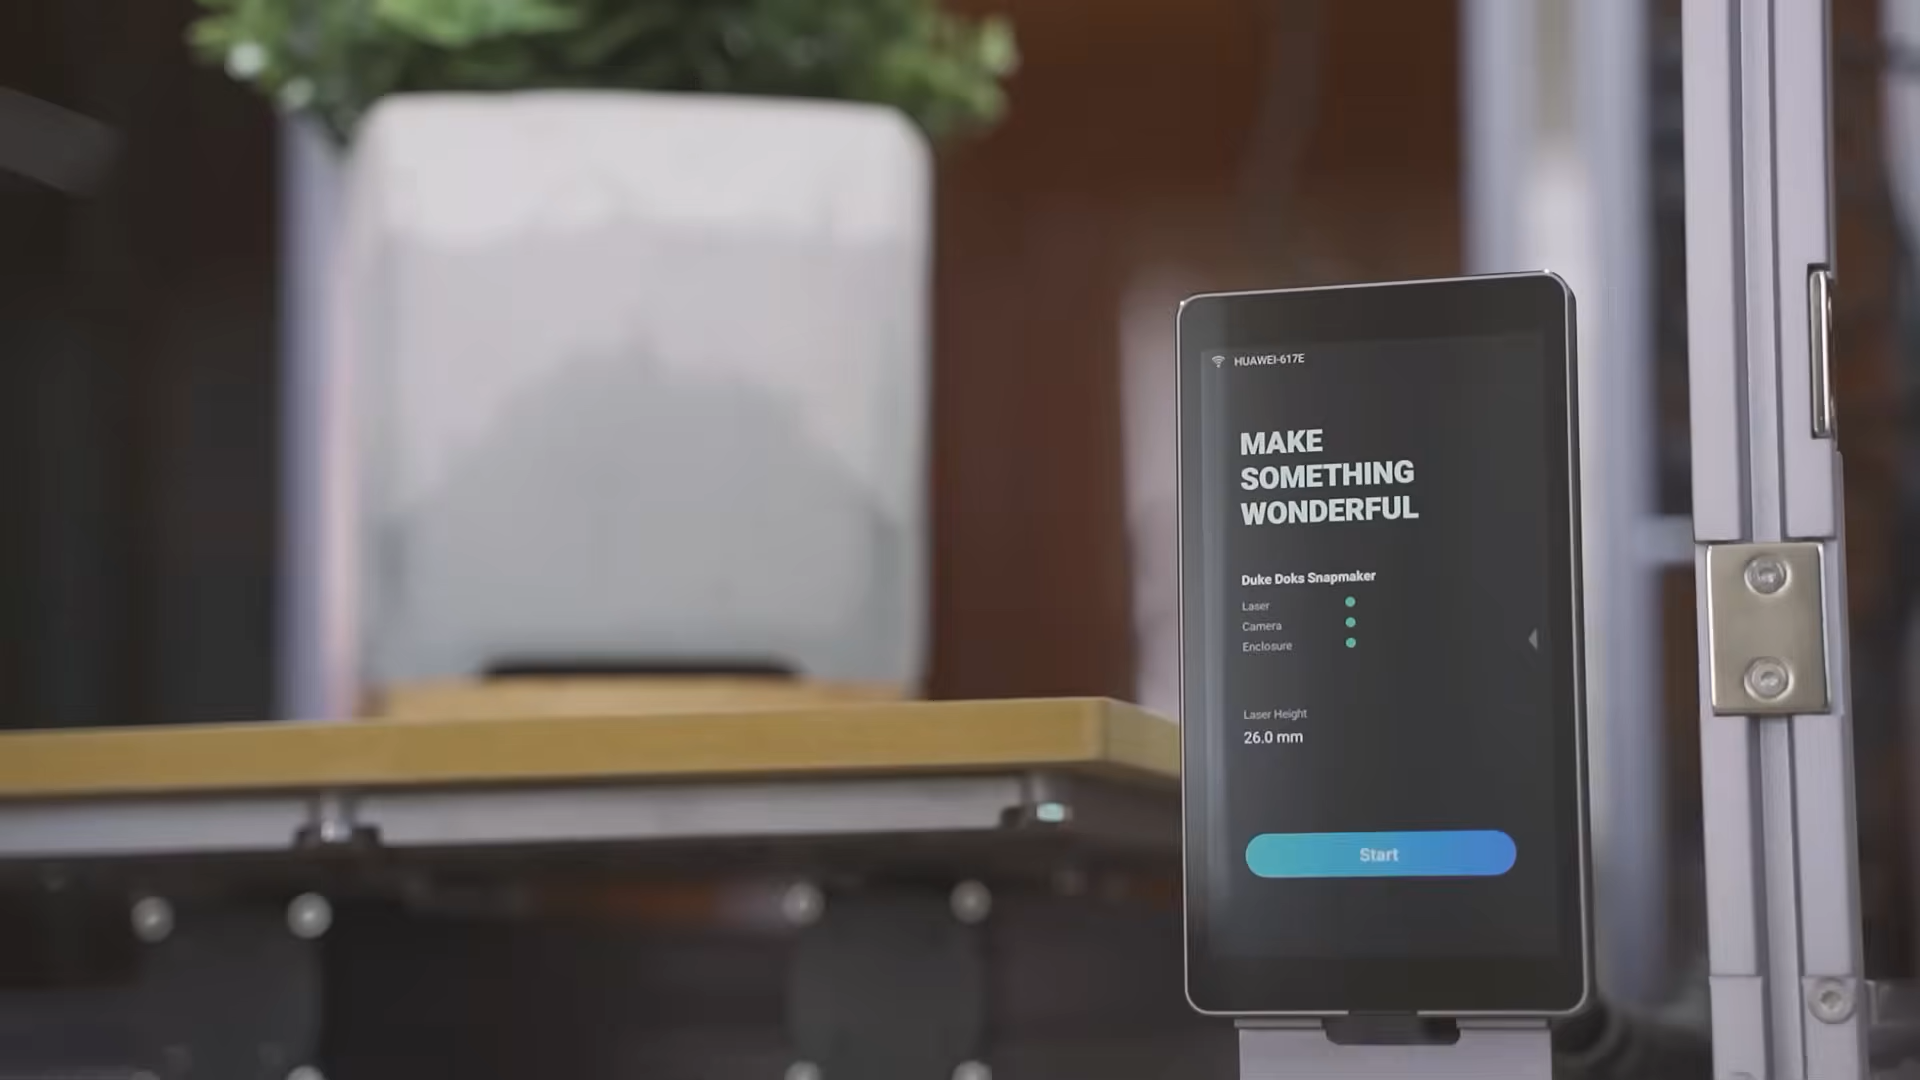 HUAWEI-617E
MAKE
SOMETHING
WONDERFUL
Duke Doks Snapmaker
Laser
Camera
Enclosure
Laser Height
26.0 mm
Start